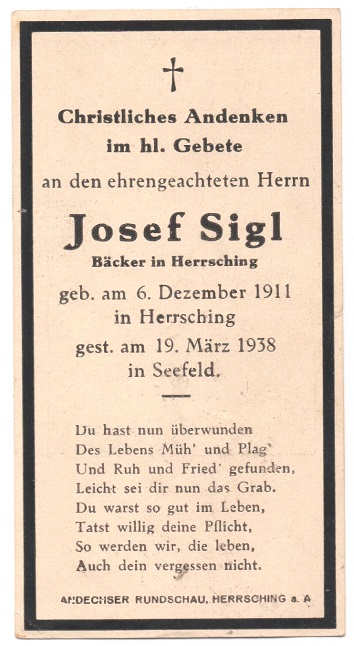 Christliches Andenken
im hl. Gebete
an den ehrengeachteten Herrn
Josef Sigl
Bäcker in Herrsching
geb. am 6. Dezember 1911
in Herrsching
gest. am 19. März 1938
in Seefeld.
Du hast nun überwunden
Des Lebens Müh' und Plag'
Und Ruh und Fried' gefunden,
Leicht sei dir nun das Grab.
Du warst so gut im Leben,
Tatst willig deine Pflicht,
So werden wir, die leben,
Auch dein vergessen nicht.
ANDECHSER RUNDSCHAU, HERRSCHING a. A